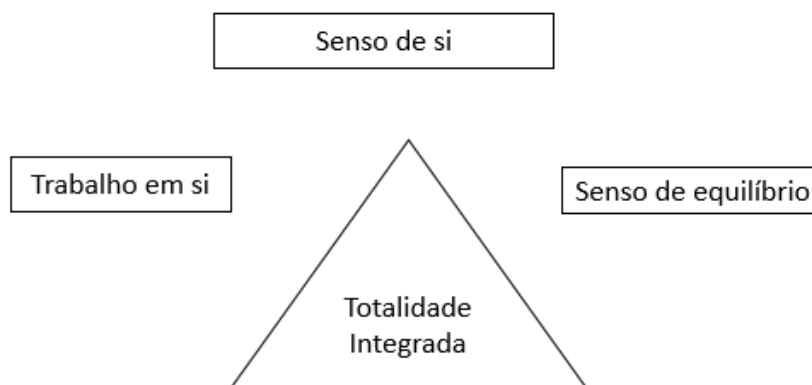 Senso de si
Trabalho em si
Senso de equilíbrio
Totalidade
Integrada